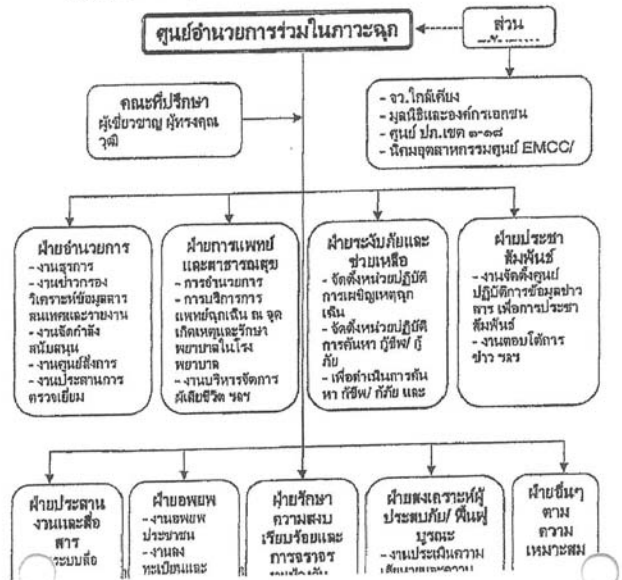 ศูนย์อำนวยการร่วมในภาวะฉุก
ส่วน
คณะที่ปรึกษา
ผู้เชี่ยวชาญ ผู้ทรงคุณ
วุฒิ
- จว.ใกล้เคียง
- มูลนิธิและองค์กรเอกชน
- ศูนย์ ปภ.เขต ๑-๑๘
- นิคมอุตสาหกรรมศูนย์ EMCC/
ฝ่ายอำนวยการ
-งานธุรการ
-งานข่าวกรอง
วิเคราะห์ข้อมูลสาร
สนเทศและรายงาน
-งานจัดกำลัง
สนับสนุน
-งานศูนย์สั่งการ
-งานประสานการ
ตรวจเยี่ยม
ฝ่ายการแพทย์
และสาธารณสุข
-การอำนวยการ
-การบริการการ
แพทย์ฉุกเฉิน ณ จุด
เกิดเหตุและรักษา
พยาบาลในโรง
พยาบาล
-งานบริหารจัดการ
ผู้เสียชีวิต ฯลฯ
ฝ่ายระงับภัยและ
ช่วยเหลือ
- จัดตั้งหน่วยปฏิบัติ
การเผชิญเหตุฉุก
เฉิน
- จัดตั้งหน่วยปฏิบัติ
การค้นหา กู้ชีพ/ กู้
ภัย
- เพื่อดำเนินการค้น
หา กู้ชีพ/ กู้ภัย และ
ฝ่ายประชา
สัมพันธ์
-งานจัดตั้งศูนย์
ปฏิบัติการข้อมูลข่าว
สาร เพื่อการประชา
สัมพันธ์
-งานตอบโต้การ
ข่าว ฯลฯ
ฝ่ายประสาน
งานและสื่อ
สาร
ระบบสื่อ
ฝ่ายอพยพ
-งานอพยพ
ประชาชน
-งานลง
ทะเบียนและ
ฝ่ายรักษา
ความสงบ
เรียบร้อยและ
การจราจร
ฝ่ายสงเคราะห์ผู้
ประสบภัย/ ฟื้นฟู
บูรณะ
-งานประเมินความ
เสียหายและความ
ฝ่ายอื่นๆ
ตาม
ความ
เหมาะสม